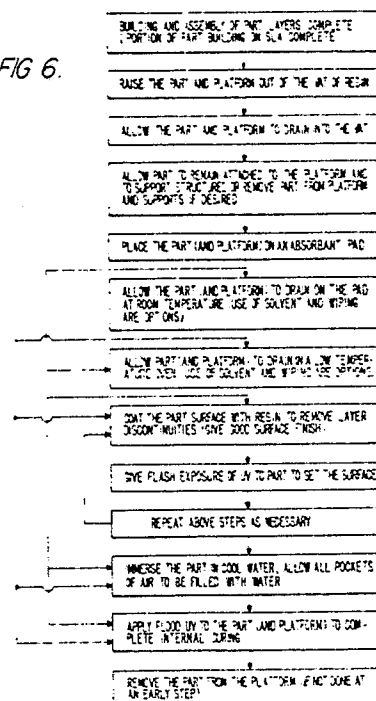 FIG 6.
BUILDING AND ASSEMBLY OF PART LAYERS COMPLETE
(PORTION OF PART BUILDING ON SLA COMPLETE)
RAISE THE PART AND PLATFORM OUT OF THE VAT OF RESIN
ALLOW THE PART AND PLATFORM TO DRAIN INTO THE VAT
ALLOW PART TO REMAIN ATTACHED TO THE PLATFORM AND
TO SUPPORT STRUCTURES OR REMOVE PART FROM PLATFORM
AND SUPPORTS IF DESIRED
PLACE THE PART (AND PLATFORM) ON AN ABSORBANT PAD
ALLOW THE PART (AND PLATFORM) TO DRAIN ON THE PAD
AT ROOM TEMPERATURE (USE OF SOLVENT AND WIPING
ARE OPTIONS)
ALLOW PART (AND PLATFORM) TO DRAIN IN A LOW TEMPER-
ATURE OVEN (USE OF SOLVENT AND WIPING ARE OPTIONS)
COAT THE PART SURFACE WITH RESIN TO REMOVE LAYER
DISCONTINUITIES (GIVE GOOD SURFACE FINISH)
GIVE FLASH EXPOSURE OF UV TO PART TO SET THE SURFACE
REPEAT ABOVE STEPS AS NECESSARY
IMMERSE THE PART IN COOL WATER, ALLOW ALL POCKETS
OF AIR TO BE FILLED WITH WATER
APPLY FLOOD UV TO THE PART (AND PLATFORM) TO COM-
PLETE INTERNAL CURING
REMOVE THE PART FROM THE PLATFORM (IF NOT DONE AT
AN EARLY STEP)